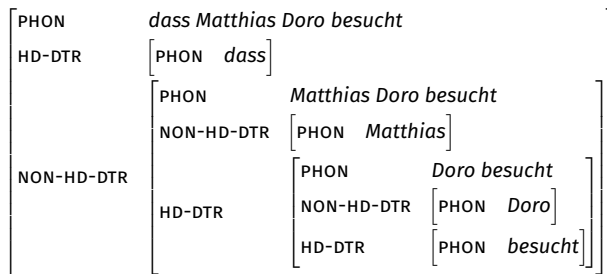 PHON dass Matthias Doro besucht
HD-DTR [PHON dass]
PHON Matthias Doro besucht
NON-HD-DTR [PHON Matthias]
NON-HD-DTR
PHON Doro besucht
HD-DTR NON-HD-DTR [PHON Doro]
HD-DTR [PHON besucht]